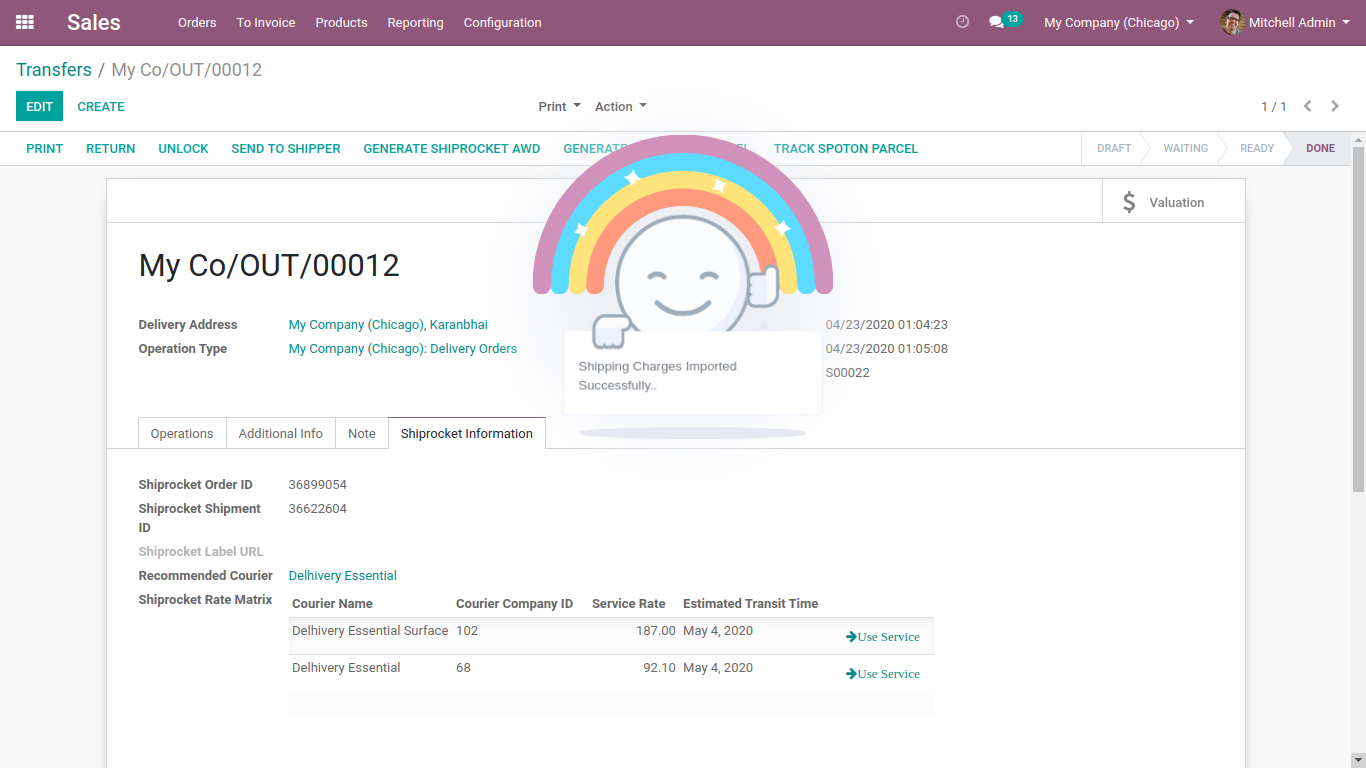 Sales Orders To Invoice Products Reporting Configuration 13 My Company (Chicago) Mitchell Admin
Transfers / My Co/OUT/00012
EDIT CREATE Print Action 1 / 1
PRINT RETURN UNLOCK SEND TO SHIPPER GENERATE SHIPROCKET AWD GENERATE TRACK SPOTON PARCEL DRAFT WAITING READY DONE
$ Valuation
My Co/OUT/00012
Delivery Address My Company (Chicago), Karanbhai 04/23/2020 01:04:23
Operation Type My Company (Chicago): Delivery Orders 04/23/2020 01:05:08
S00022
Shipping Charges Imported
Successfully..
Operations Additional Info Note Shiprocket Information
Shiprocket Order ID 36899054
Shiprocket Shipment 36622604
ID
Shiprocket Label URL
Recommended Courier Delhivery Essential
Shiprocket Rate Matrix Courier Name Courier Company ID Service Rate Estimated Transit Time
Delhivery Essential Surface 102 187.00 May 4, 2020 Use Service
Delhivery Essential 68 92.10 May 4, 2020 Use Service